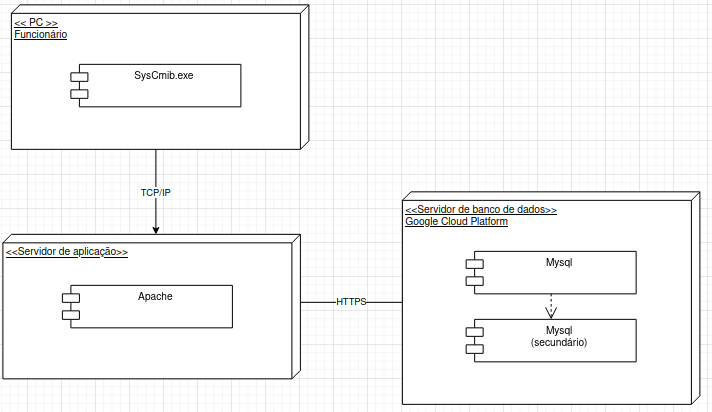 << PC >>
Funcionário
SysCmib.exe
TCP/IP
<<Servidor de aplicação>>
Apache
HTTPS
<<Servidor de banco de dados>>
Google Cloud Platform
Mysql
Mysql
(secundário)